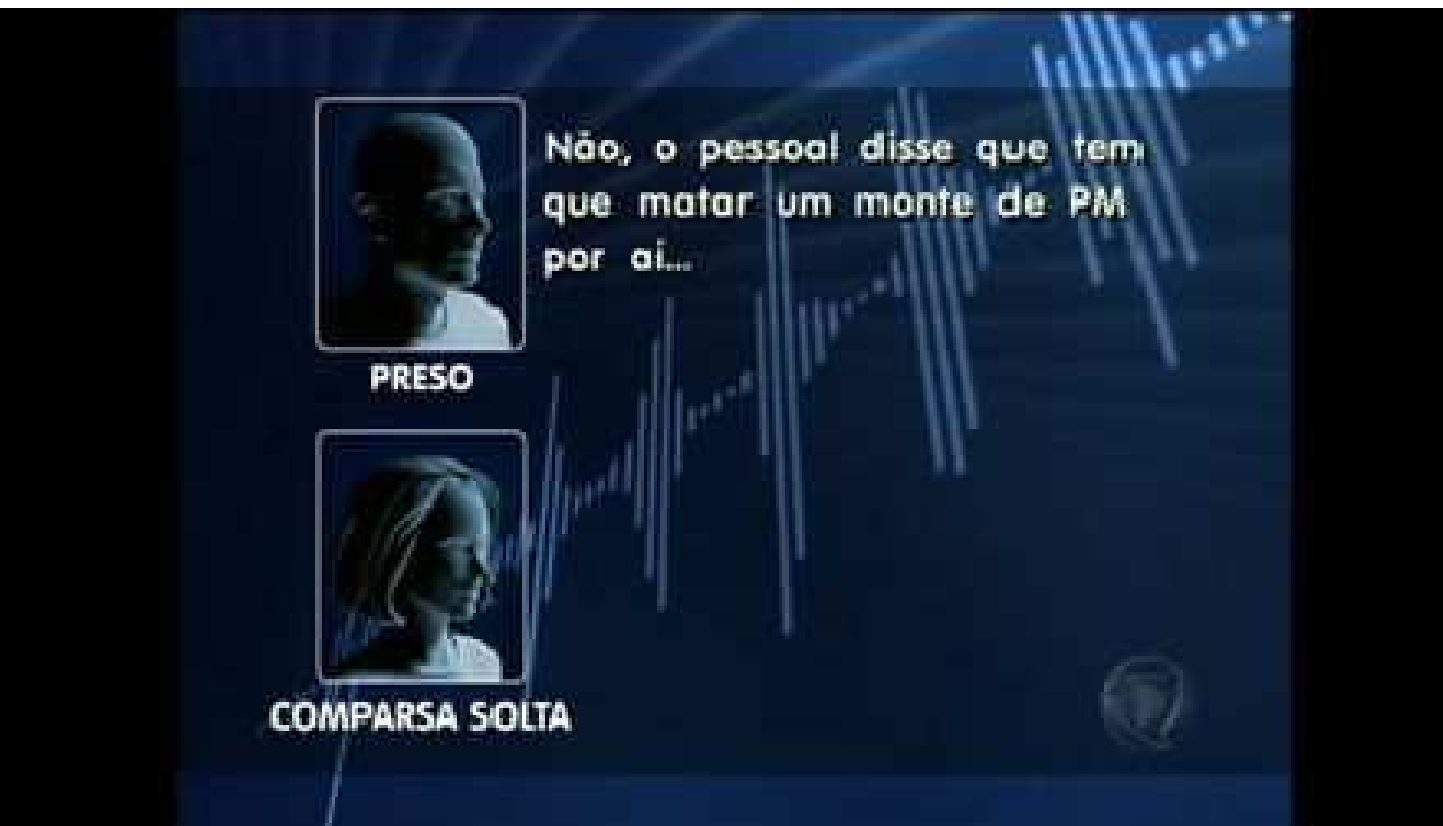 Não, o pessoal disse que tem
que matar um monte de PM
por aí...
PRESO
COMPARSA SOLTA